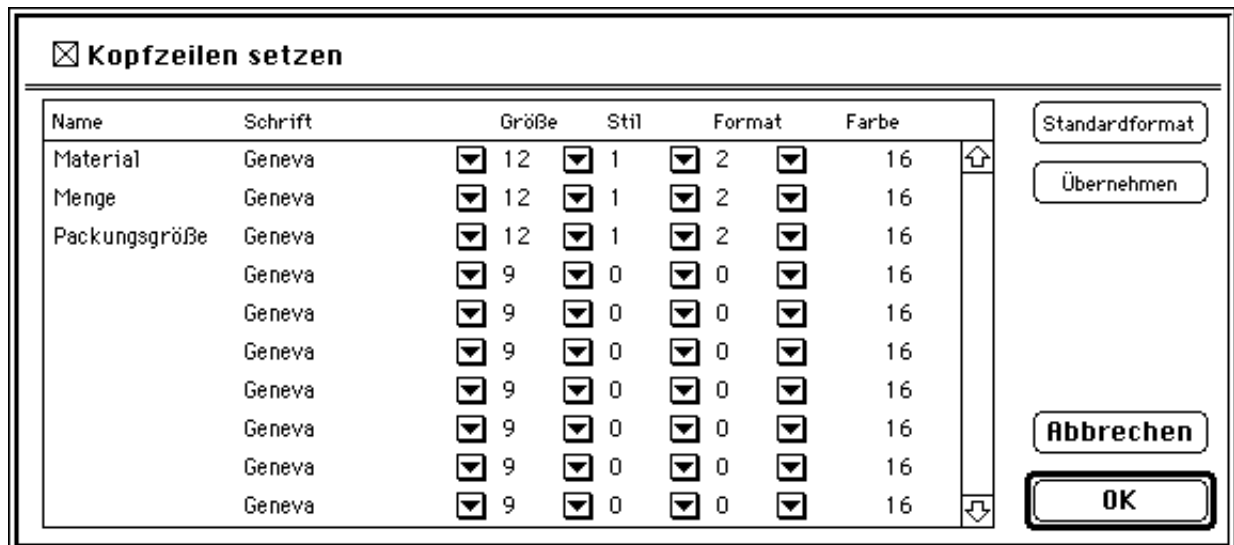 Kopfzeilen setzen
Name Schrift Größe Stil Format Farbe
Material Geneva 12 1 2 16
Menge Geneva 12 1 2 16
Packungsgröße Geneva 12 1 2 16
Geneva 9 0 0 16
Geneva 9 0 0 16
Geneva 9 0 0 16
Geneva 9 0 0 16
Geneva 9 0 0 16
Geneva 9 0 0 16
Geneva 9 0 0 16
Standardformat
Übernehmen
Abbrechen
OK